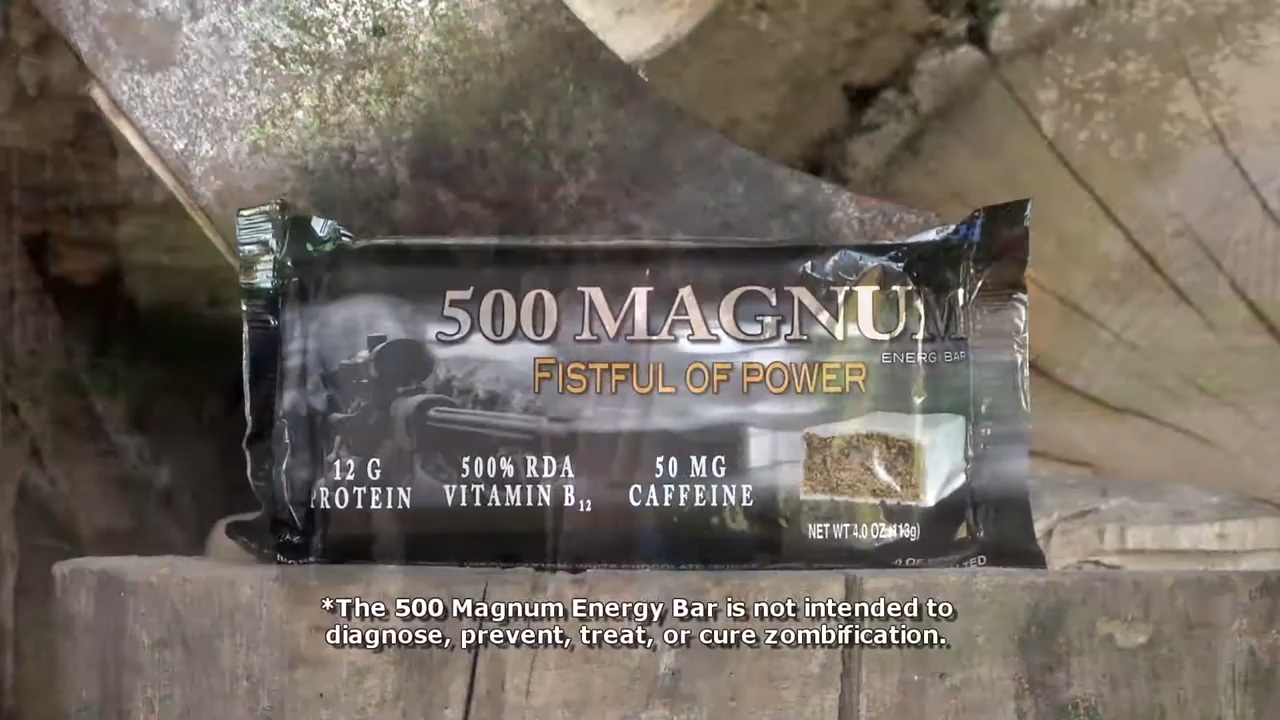 500 MAGNUM
ENERGY BAR
FISTFUL OF POWER
12 G
PROTEIN
500% RDA
VITAMIN B12
50 MG
CAFFEINE
NET WT 4.0 OZ (113g)
*The 500 Magnum Energy Bar is not intended to
diagnose, prevent, treat, or cure zombification.